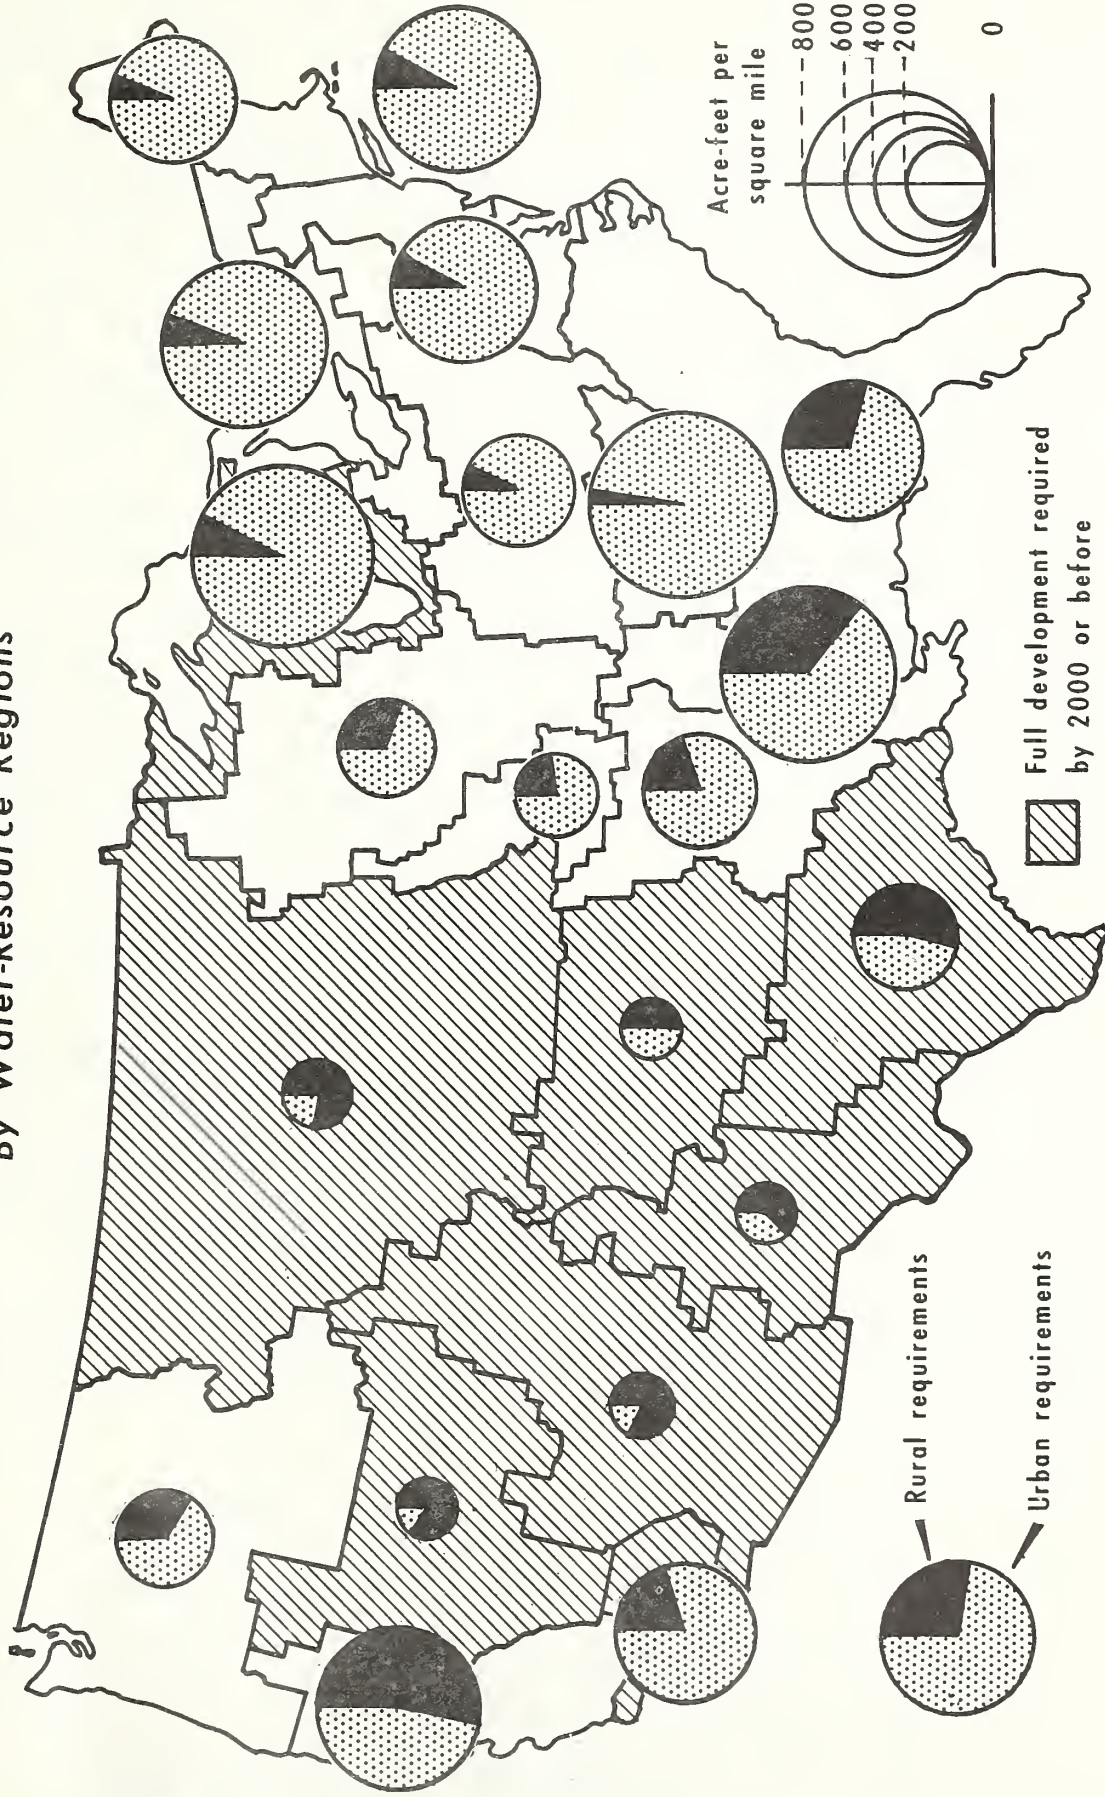 By Water-Resource Regions
Acre-feet per
square mile
800
600
400
200
0
Full development required
by 2000 or before
Rural requirements
Urban requirements